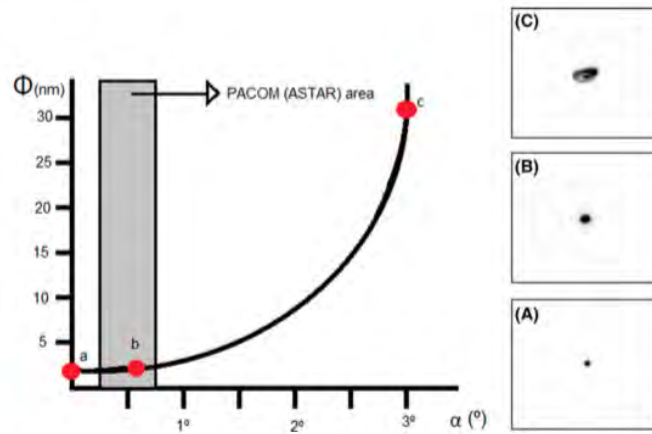 Φ(nm)
PACOM (ASTAR) area
30
25
20
15
10
5
a
b
c
1º
2º
3º
α (º)
(C)
(B)
(A)